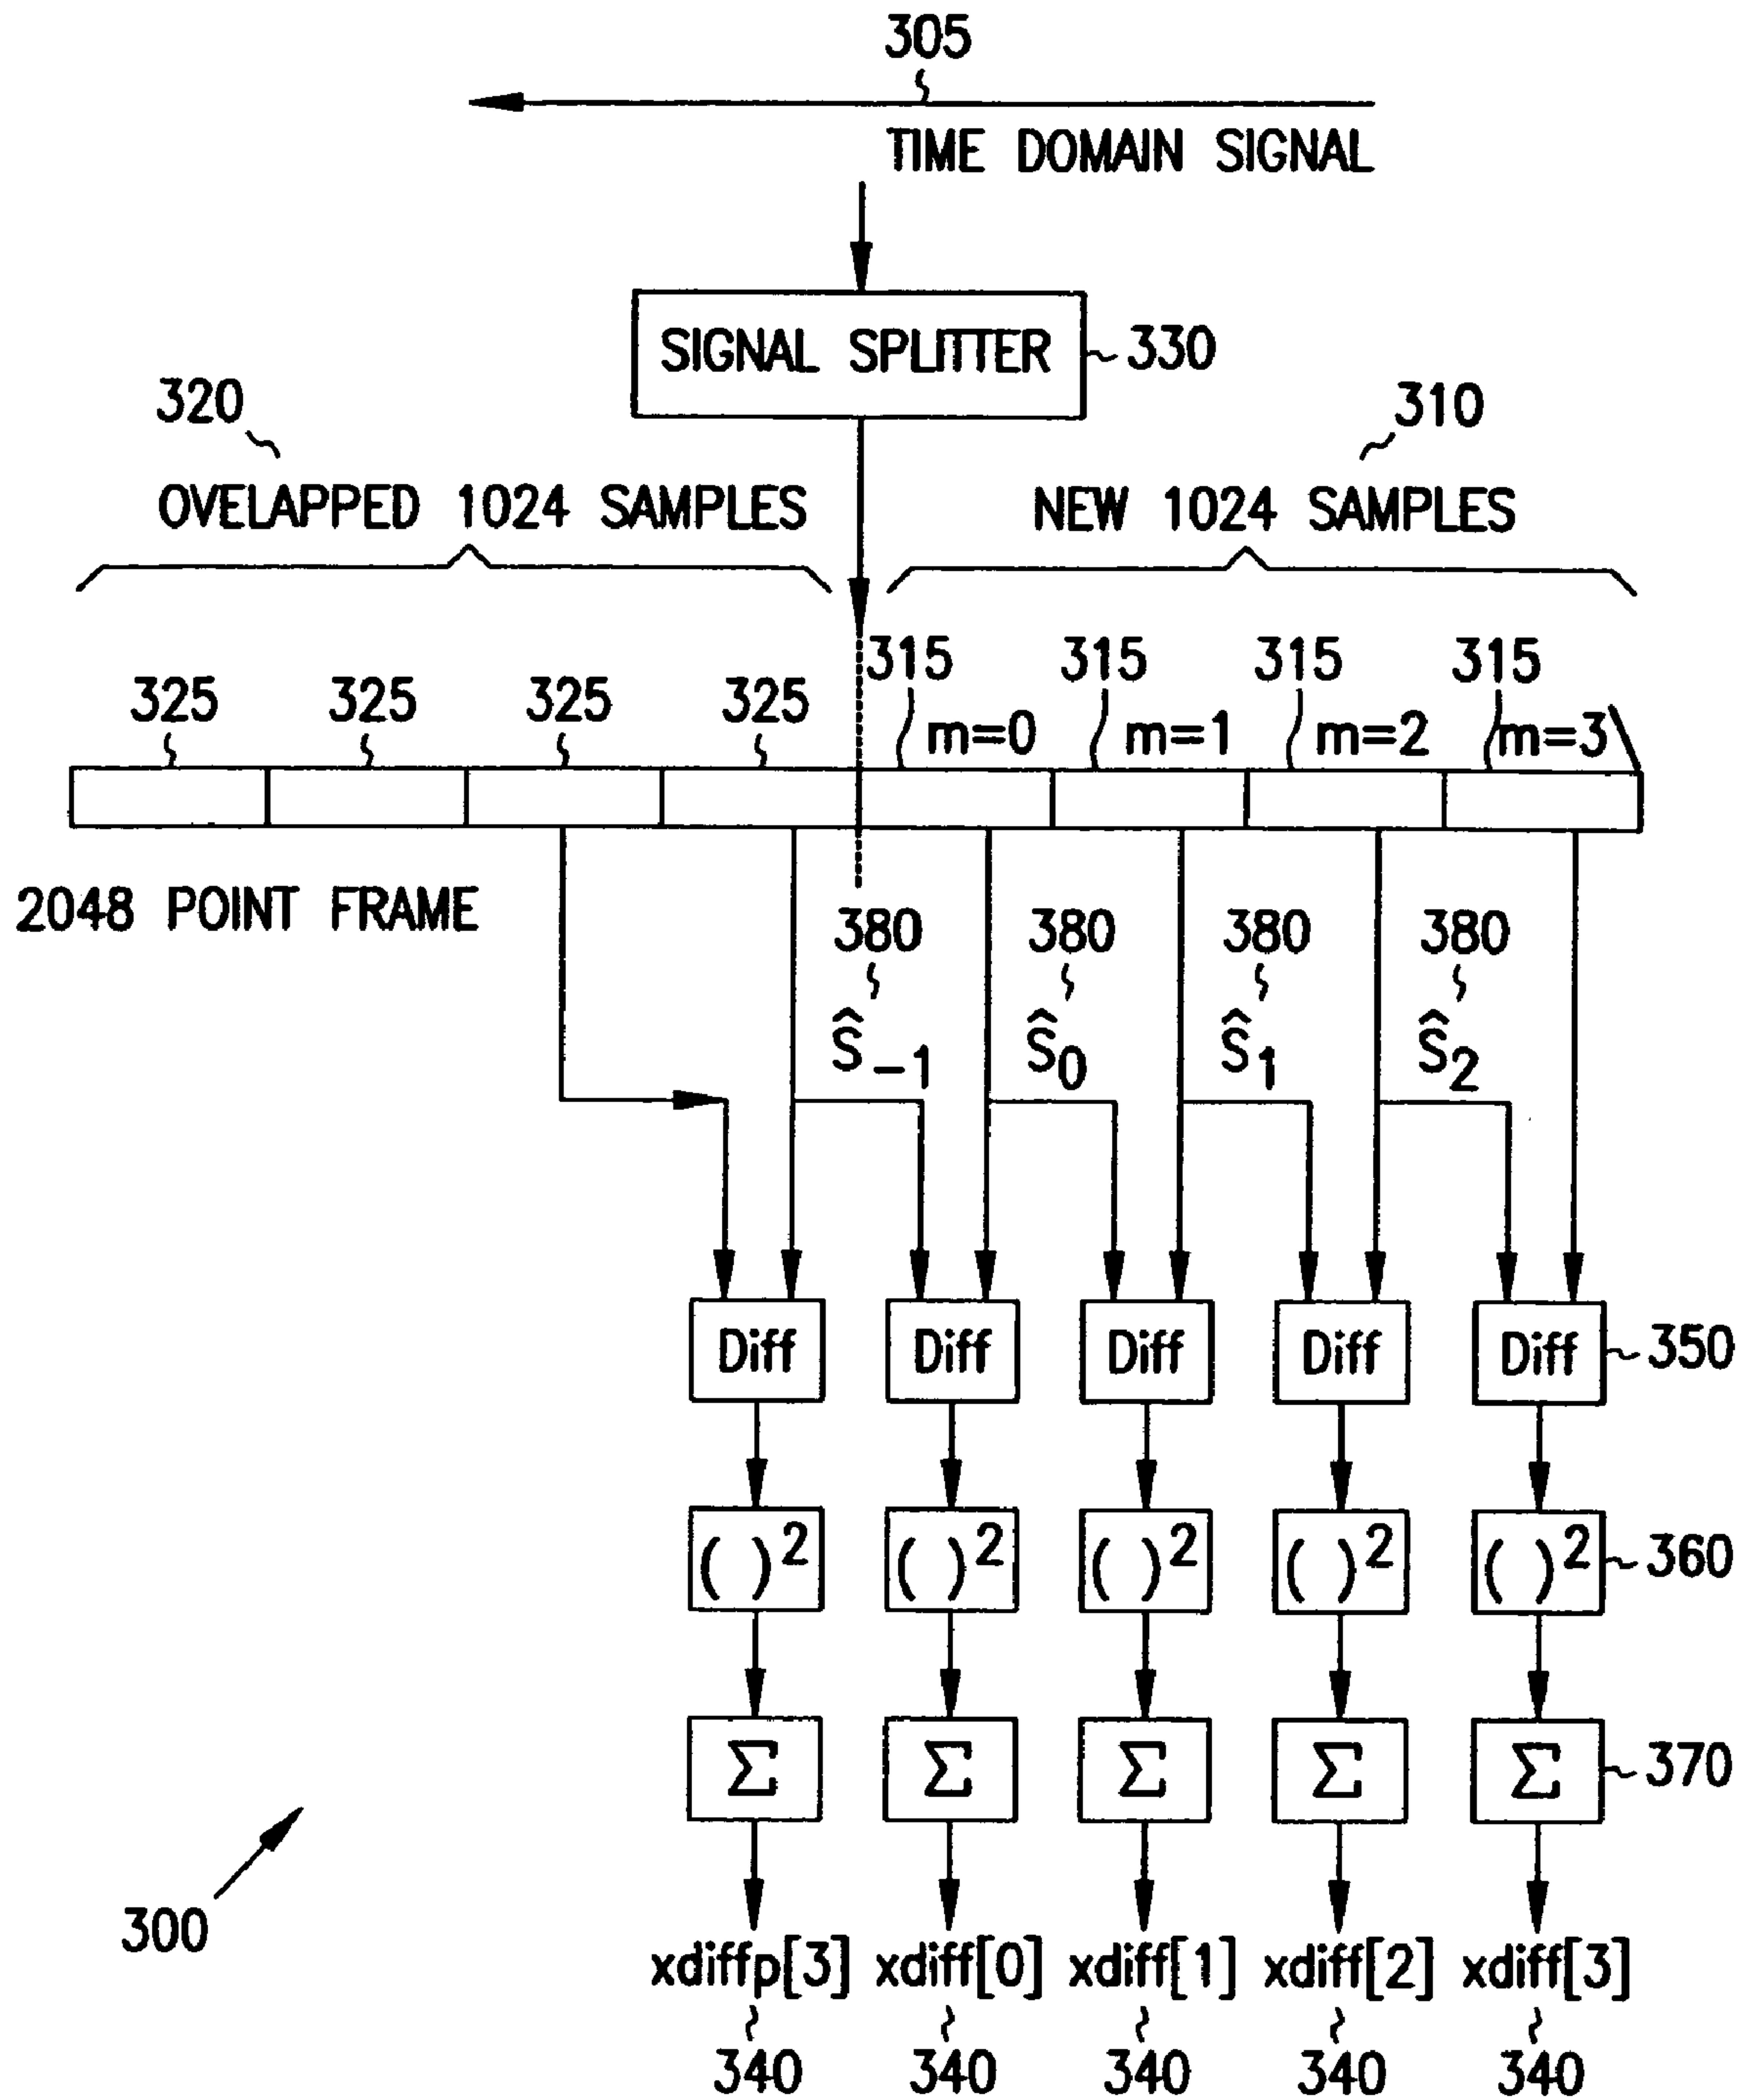 305
TIME DOMAIN SIGNAL
SIGNAL SPLITTER 330
320 310
OVELAPPED 1024 SAMPLES NEW 1024 SAMPLES
325 325 325 325 315 315 315 315
m=0 m=1 m=2 m=3
2048 POINT FRAME
380 380 380 380
Ŝ₋₁ Ŝ₀ Ŝ₁ Ŝ₂
Diff Diff Diff Diff Diff 350
( )² ( )² ( )² ( )² ( )² 360
Σ Σ Σ Σ Σ 370
300
xdiffp[3] xdiff[0] xdiff[1] xdiff[2] xdiff[3]
340 340 340 340 340